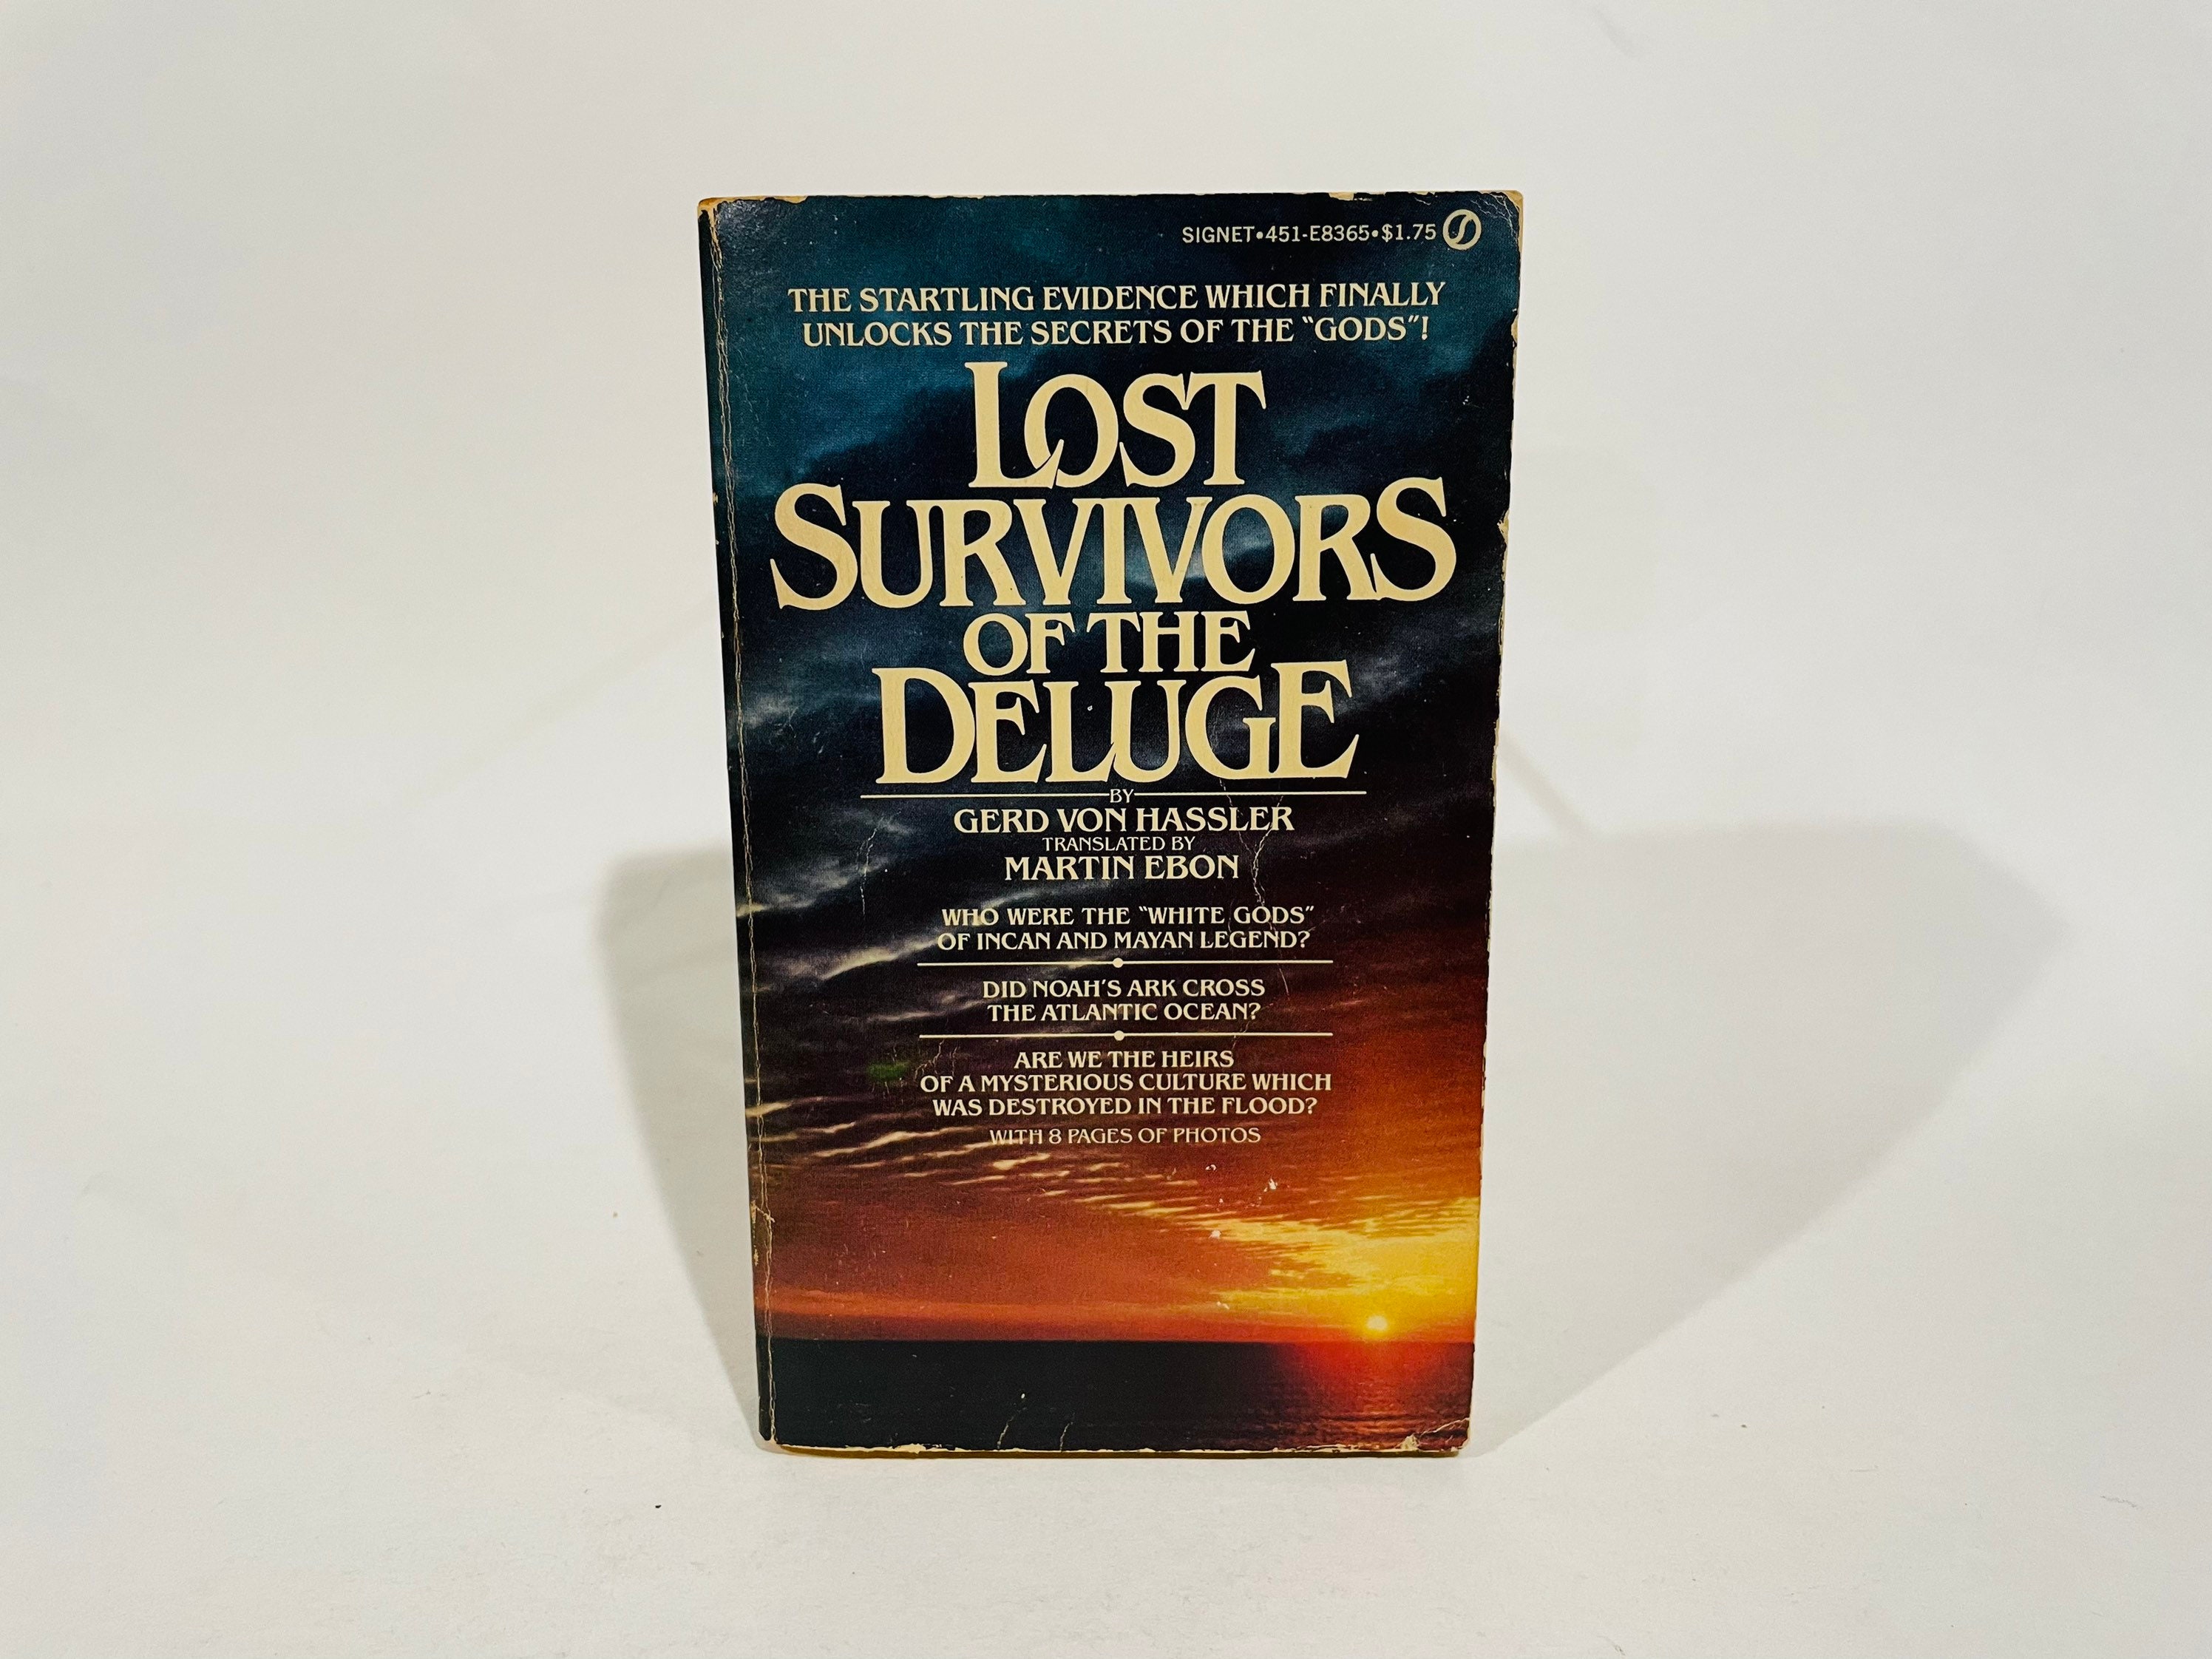 SIGNET•451-E8365•$1.75
THE STARTLING EVIDENCE WHICH FINALLY
UNLOCKS THE SECRETS OF THE "GODS"!
LOST
SURVIVORS
OF THE
DELUGE
BY
GERD VON HASSLER
TRANSLATED BY
MARTIN EBON
WHO WERE THE "WHITE GODS"
OF INCAN AND MAYAN LEGEND?
DID NOAH'S ARK CROSS
THE ATLANTIC OCEAN?
ARE WE THE HEIRS
OF A MYSTERIOUS CULTURE WHICH
WAS DESTROYED IN THE FLOOD?
WITH 8 PAGES OF PHOTOS